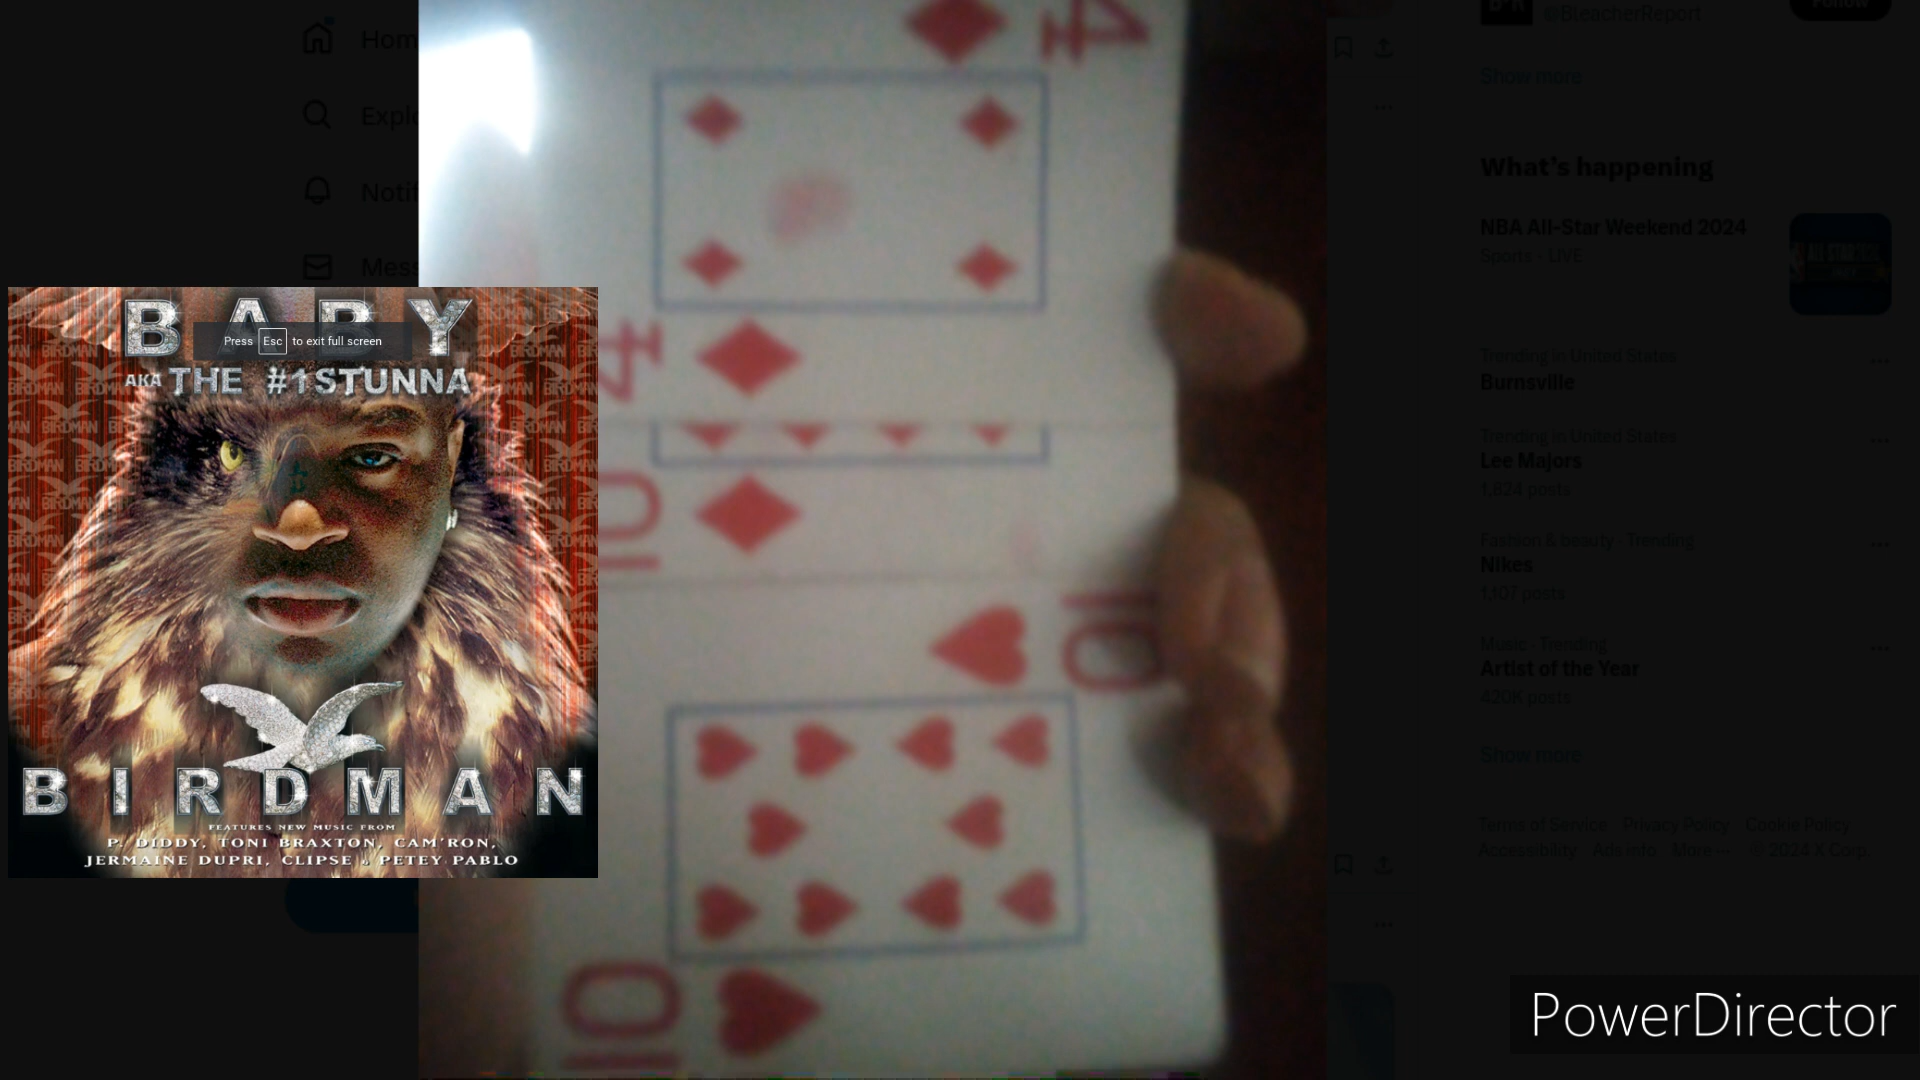 Home
Explo
Notif
Mess
4
4
10
10
10
BABY
Press Esc to exit full screen
AKA THE #1 STUNNA
BIRDMAN
FEATURES NEW MUSIC FROM
P. DIDDY, TONI BRAXTON, CAM'RON,
JERMAINE DUPRI, CLIPSE & PETEY PABLO
@BleacherReport
Follow
Show more
What's happening
NBA All-Star Weekend 2024
Sports · LIVE
Trending in United States
Burnsville
Trending in United States
Lee Majors
1,624 posts
Fashion & beauty · Trending
Nikes
1,107 posts
Music · Trending
Artist of the Year
420K posts
Show more
Terms of Service Privacy Policy Cookie Policy
Accessibility Ads info More ··· © 2024 X Corp.
PowerDirector